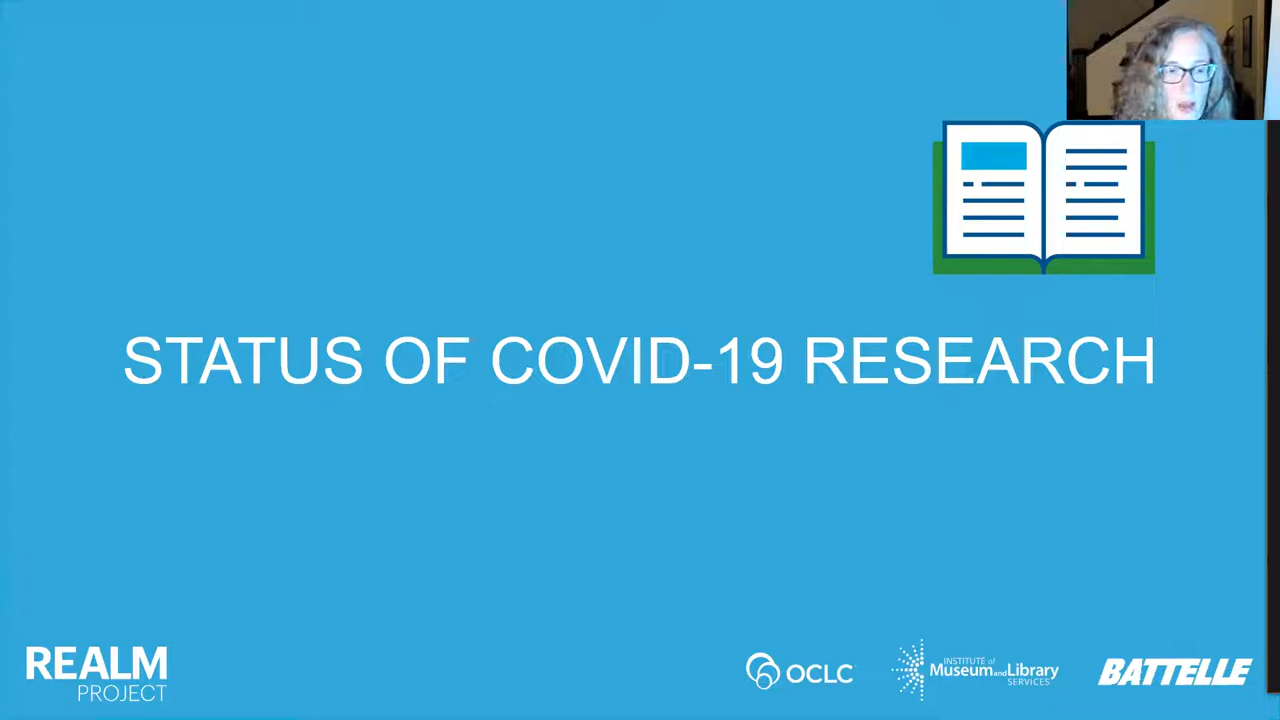 STATUS OF COVID-19 RESEARCH
REALM
PROJECT
OCLC
INSTITUTE of
Museum and Library
SERVICES
BATTELLE